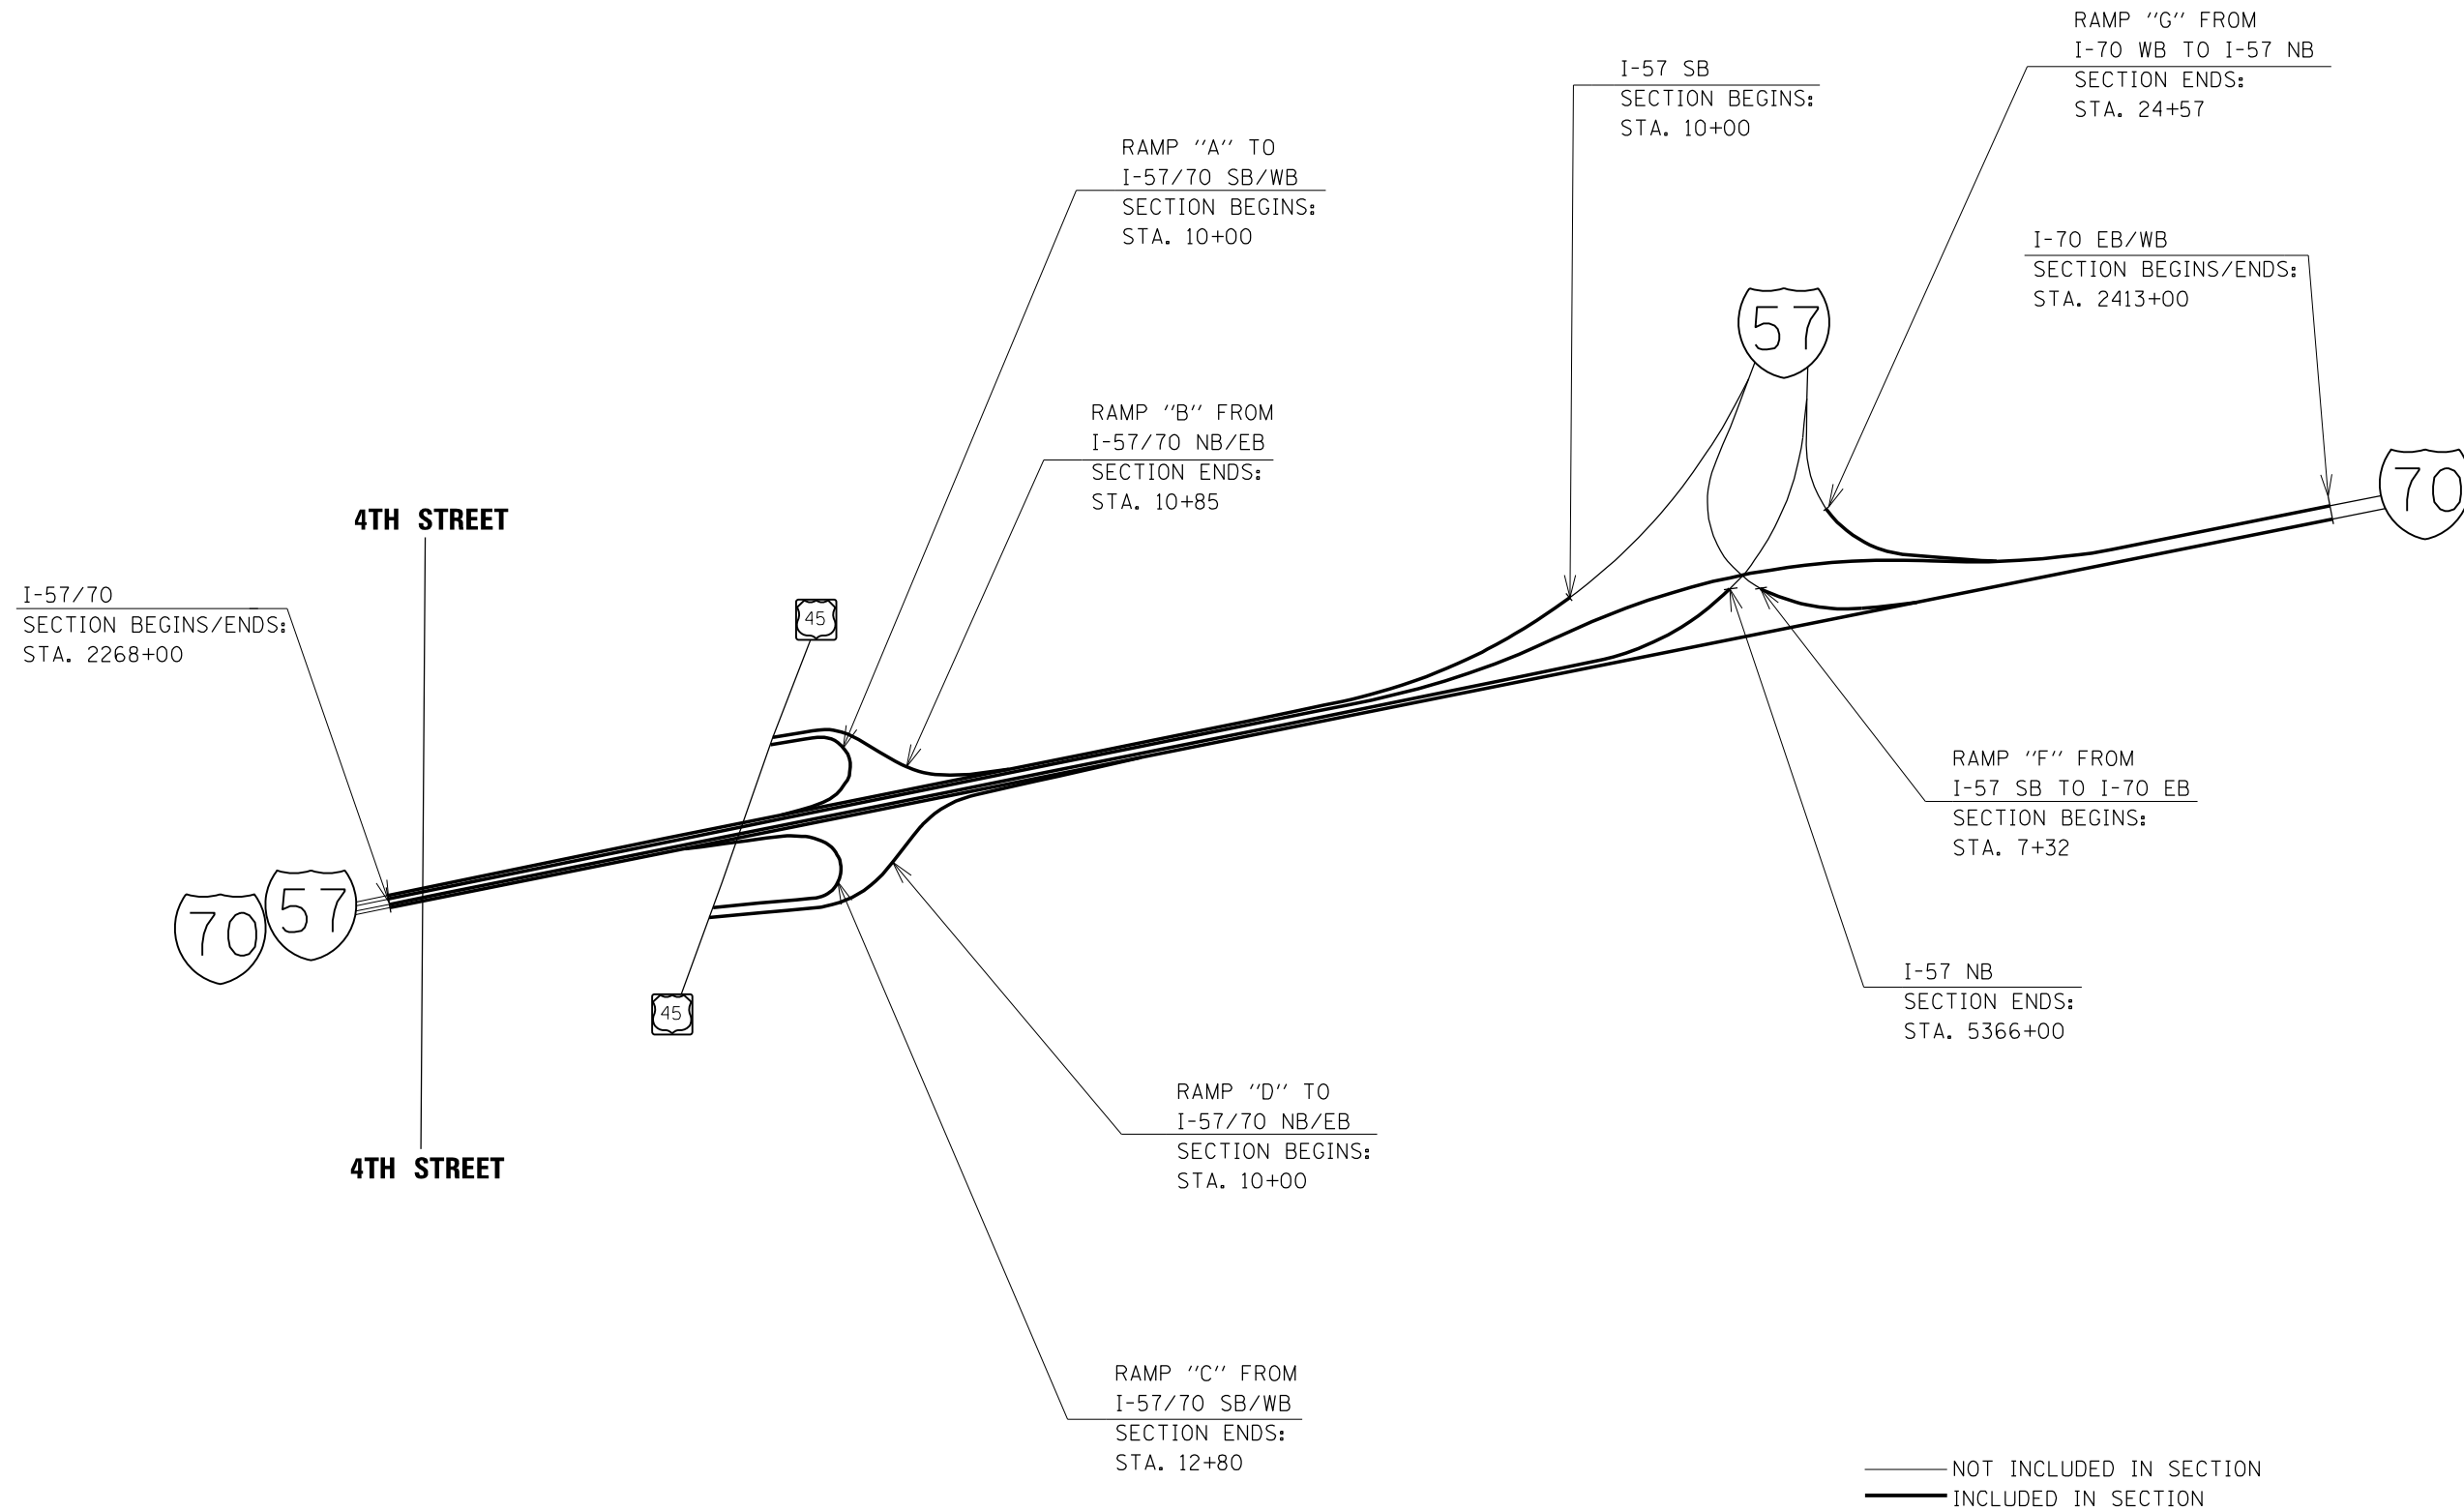 RAMP "G" FROM
I-70 WB TO I-57 NB
SECTION ENDS:
STA. 24+57
I-57 SB
SECTION BEGINS:
STA. 10+00
RAMP "A" TO
I-57/70 SB/WB
SECTION BEGINS:
STA. 10+00
I-70 EB/WB
SECTION BEGINS/ENDS:
STA. 2413+00
57
RAMP "B" FROM
I-57/70 NB/EB
SECTION ENDS:
STA. 10+85
70
4TH STREET
I-57/70
SECTION BEGINS/ENDS:
STA. 2268+00
45
RAMP "F" FROM
I-57 SB TO I-70 EB
SECTION BEGINS:
STA. 7+32
70 57
I-57 NB
SECTION ENDS:
STA. 5366+00
45
RAMP "D" TO
I-57/70 NB/EB
SECTION BEGINS:
STA. 10+00
4TH STREET
RAMP "C" FROM
I-57/70 SB/WB
SECTION ENDS:
STA. 12+80
NOT INCLUDED IN SECTION
INCLUDED IN SECTION